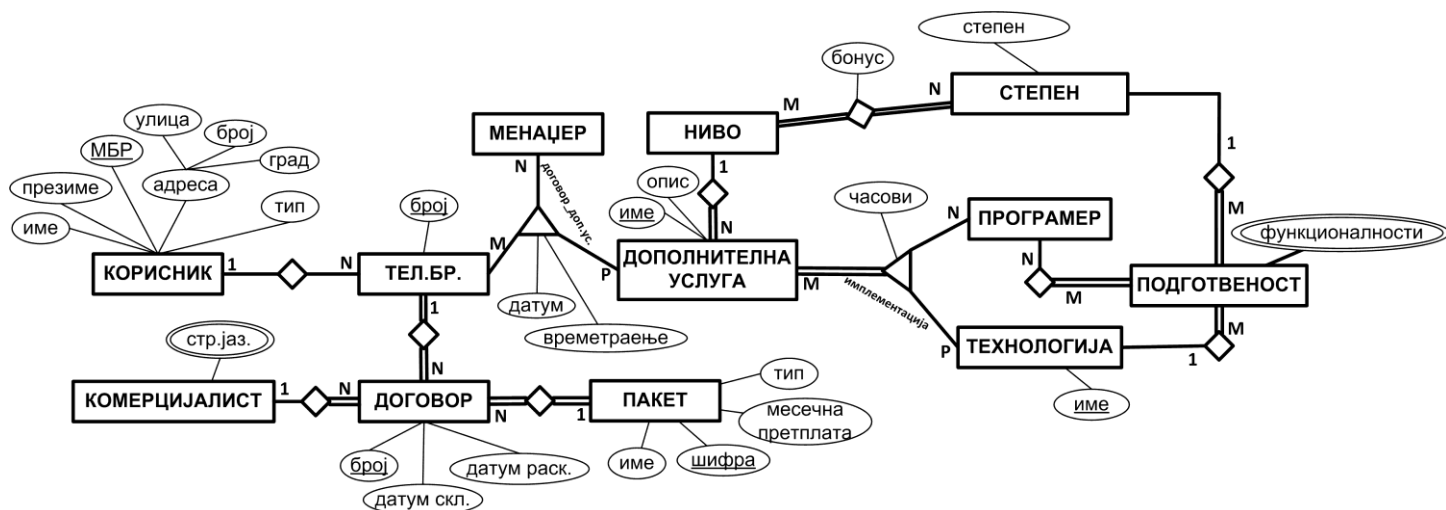 степен
бонус
СТЕПЕН
N
M
улица
МБР
број
град
МЕНАЏЕР
НИВО
N
1
1
презиме
адреса
договор_доп.ус.
опис
часови
име
тип
број
име
N
ПРОГРАМЕР
M
функционалности
КОРИСНИК
1
N
ТЕЛ.БР.
M
P
N
ДОПОЛНИТЕЛНА
УСЛУГА
M
N
M
ПОДГОТВЕНОСТ
1
датум
имплементација
времетраење
P
ТЕХНОЛОГИЈА
1
M
стр.јаз.
N
тип
КОМЕРЦИЈАЛИСТ
1
N
ДОГОВОР
N
1
ПАКЕТ
месечна
претплата
име
број
датум раск.
име
шифра
датум скл.